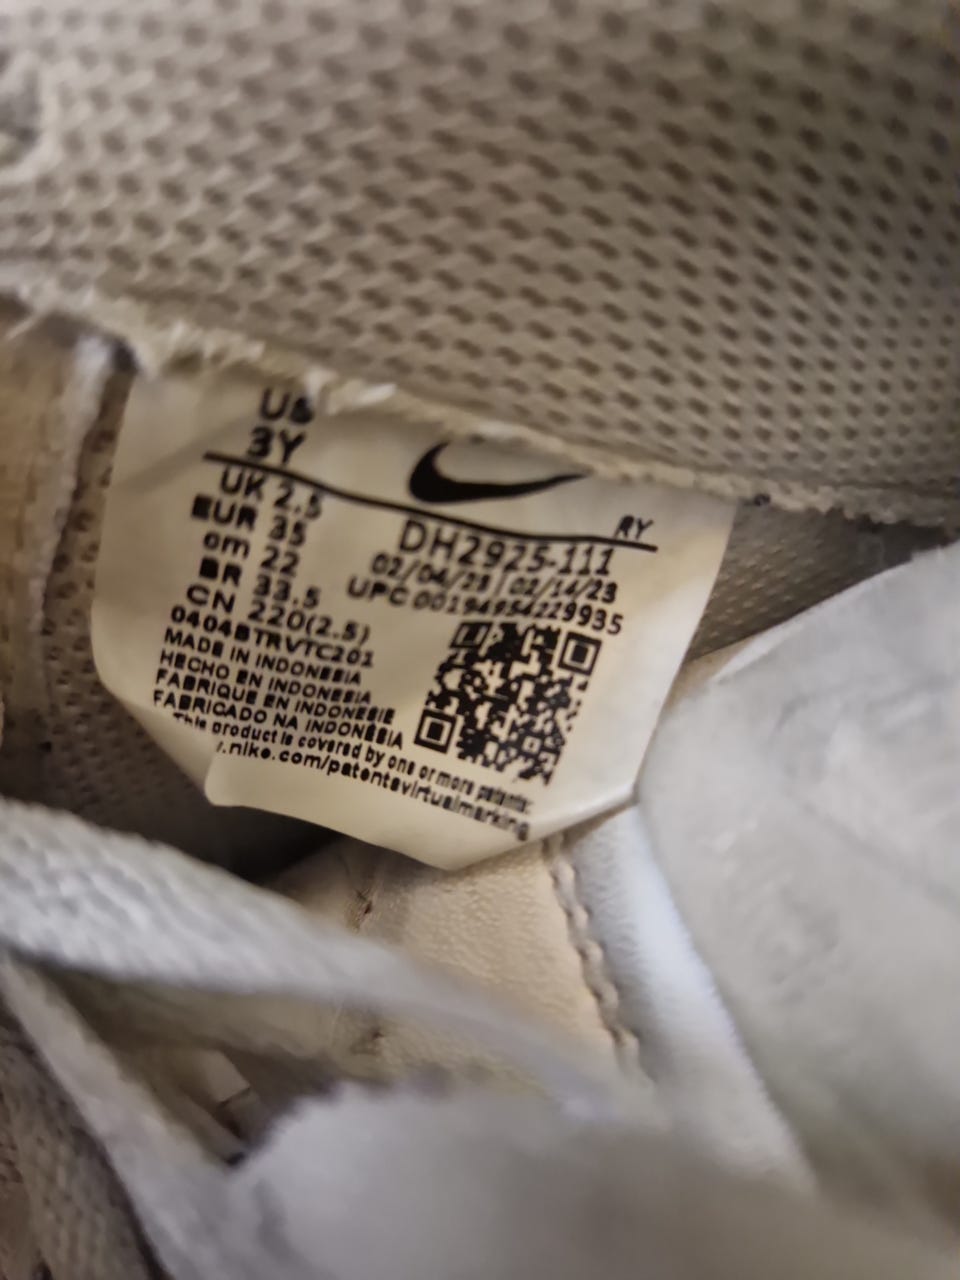 US
3Y
UK 2.5
EUR 35
cm 22
BR 33.5
CN 220(2.5)
0404BTRVTC201
MADE IN INDONESIA
HECHO EN INDONESIA
FABRIQUE EN INDONESIE
FABRICADO NA INDONÉSIA
This product is covered by one or more patents:
.nike.com/patentsvirtualmarking
RY
DH2925-111
02/04/23 | 02/14/23
UPC 00194954229935